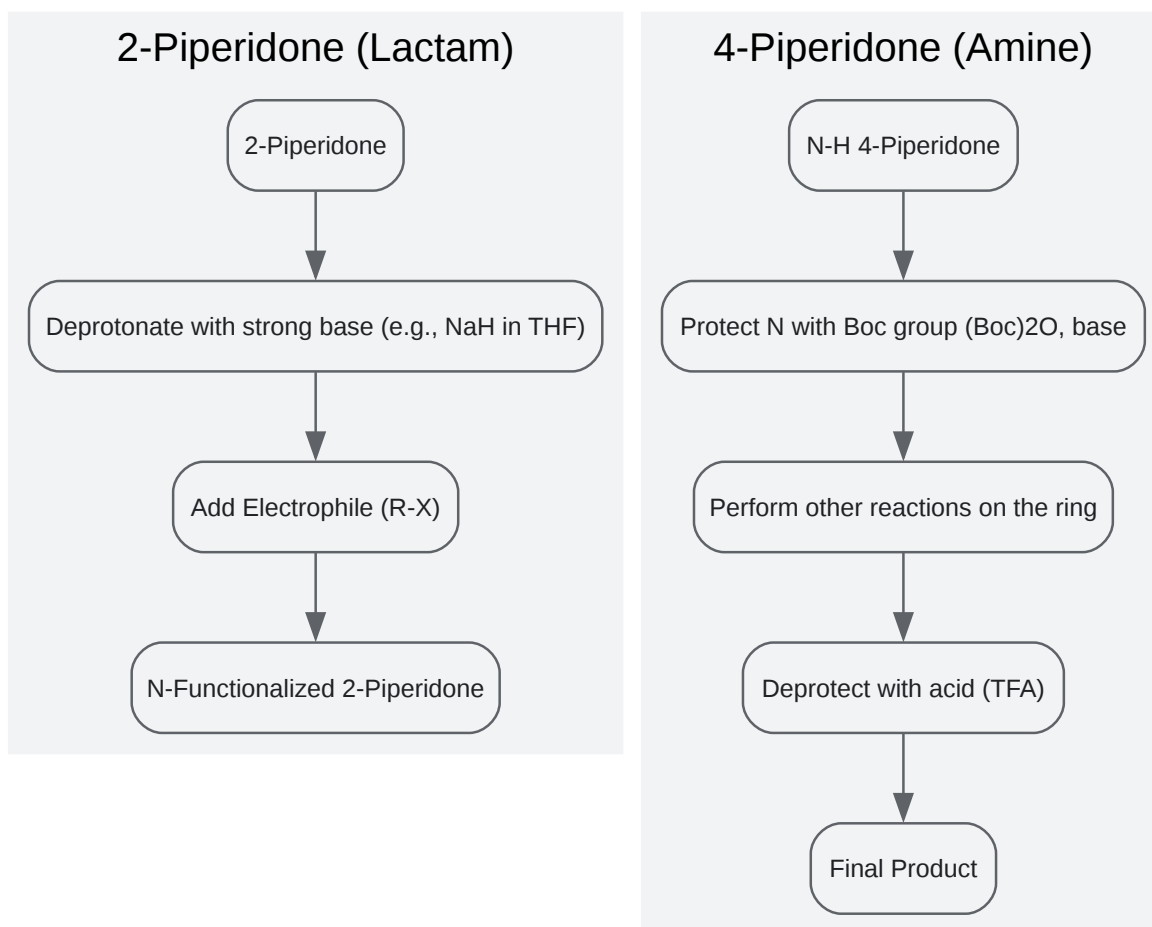 2-Piperidone (Lactam)
2-Piperidone
Deprotonate with strong base (e.g., NaH in THF)
Add Electrophile (R-X)
N-Functionalized 2-Piperidone
4-Piperidone (Amine)
N-H 4-Piperidone
Protect N with Boc group (Boc)2O, base
Perform other reactions on the ring
Deprotect with acid (TFA)
Final Product